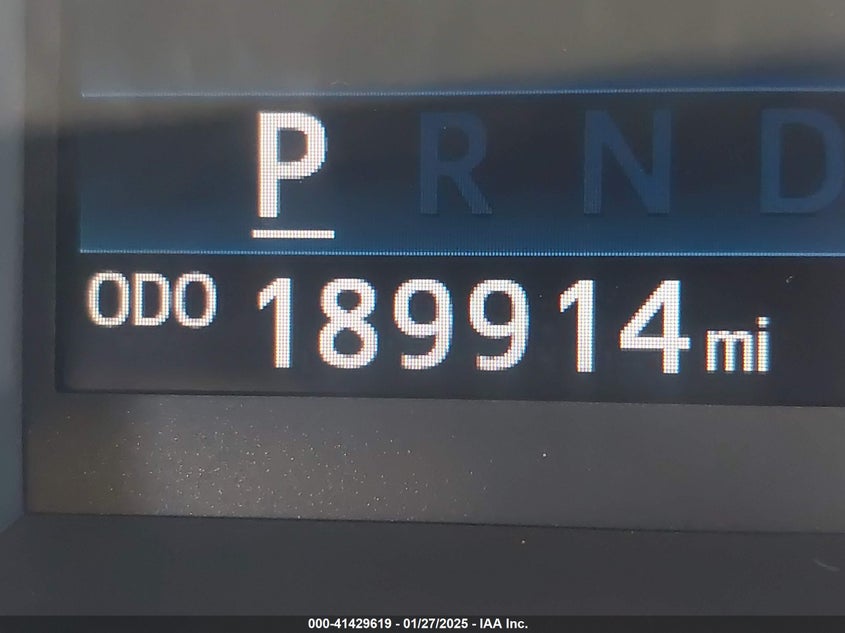 P R N D
ODO 189914 mi
000-41429619 - 01/27/2025 - IAA Inc.